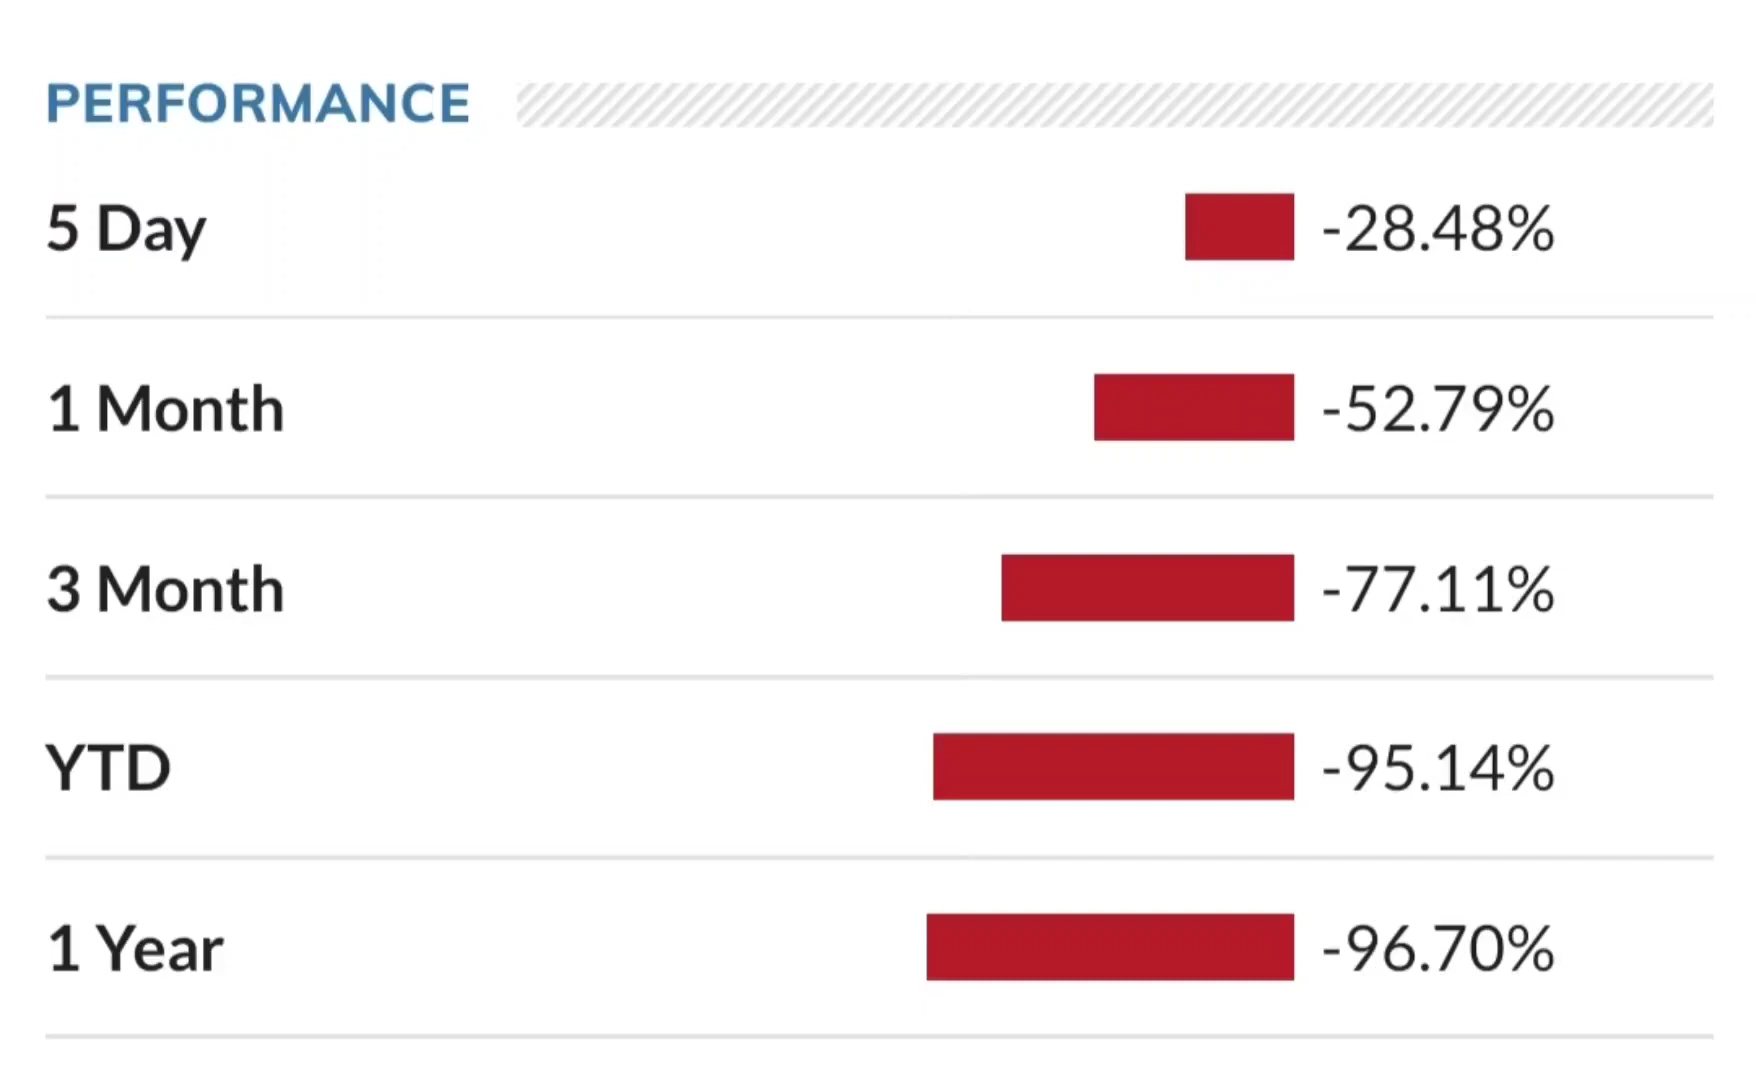 PERFORMANCE
5 Day -28.48%
1 Month -52.79%
3 Month -77.11%
YTD -95.14%
1 Year -96.70%